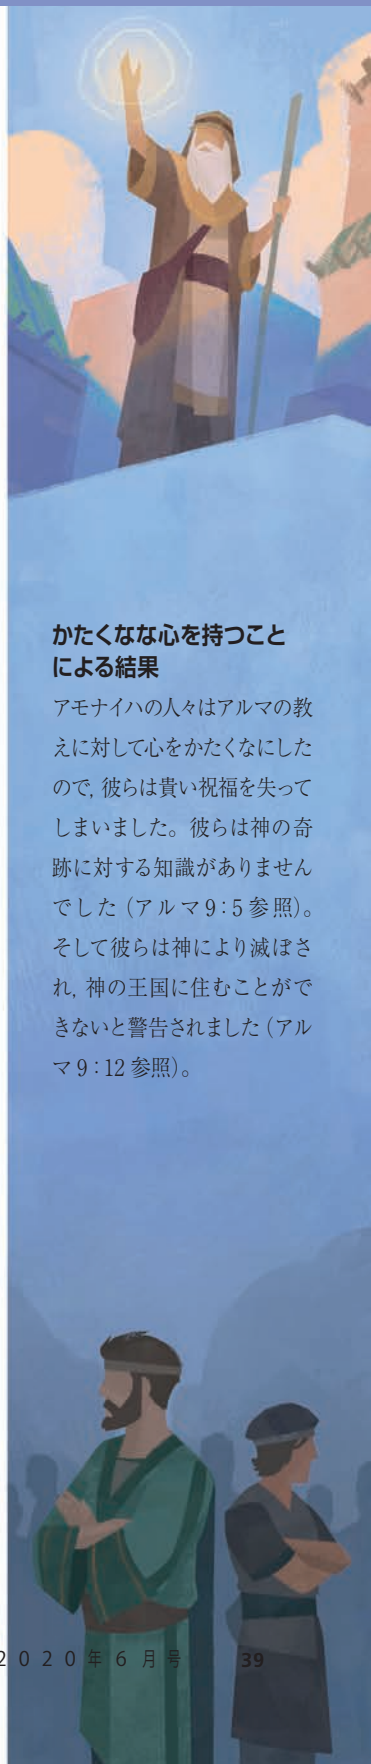 かたくなな心を持つこと
による結果
アモナイハの人々はアルマの教
えに対して心をかたくなにした
ので, 彼らは貴い祝福を失って
しまいました。彼らは神の奇
跡に対する知識がありません
でした (アルマ9：5参照)。
そして彼らは神により滅ぼさ
れ, 神の王国に住むことがで
きないと警告されました (アル
マ9：12参照)。
2020年6月号 39